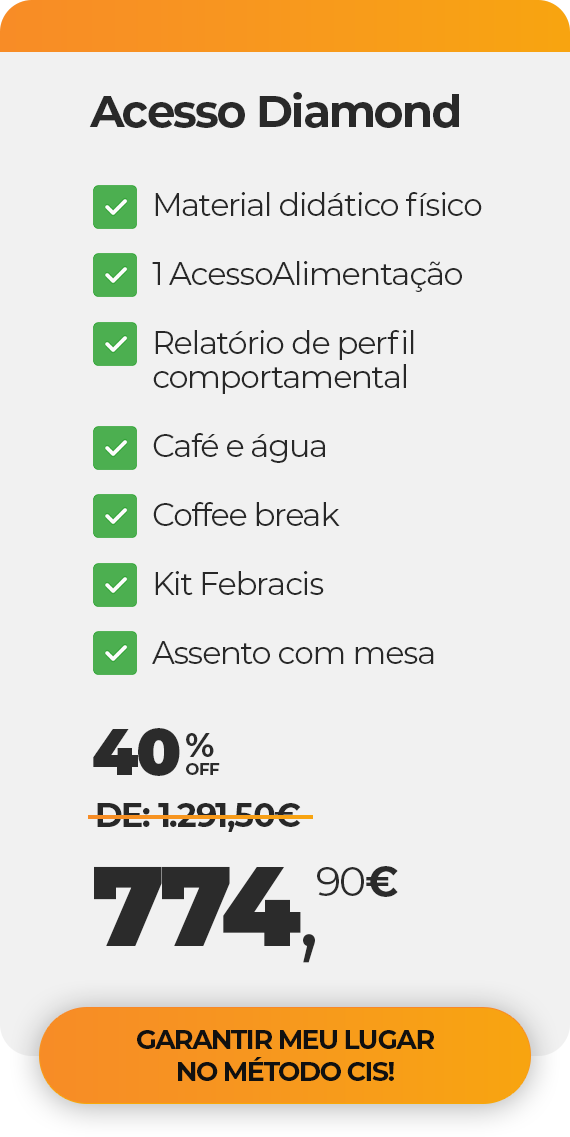 Acesso Diamond
Material didático físico
1 AcessoAlimentação
Relatório de perfil
comportamental
Café e água
Coffee break
Kit Febracis
Assento com mesa
40%
OFF
DE: 1.291,50€
774,90€
GARANTIR MEU LUGAR
NO MÉTODO CIS!